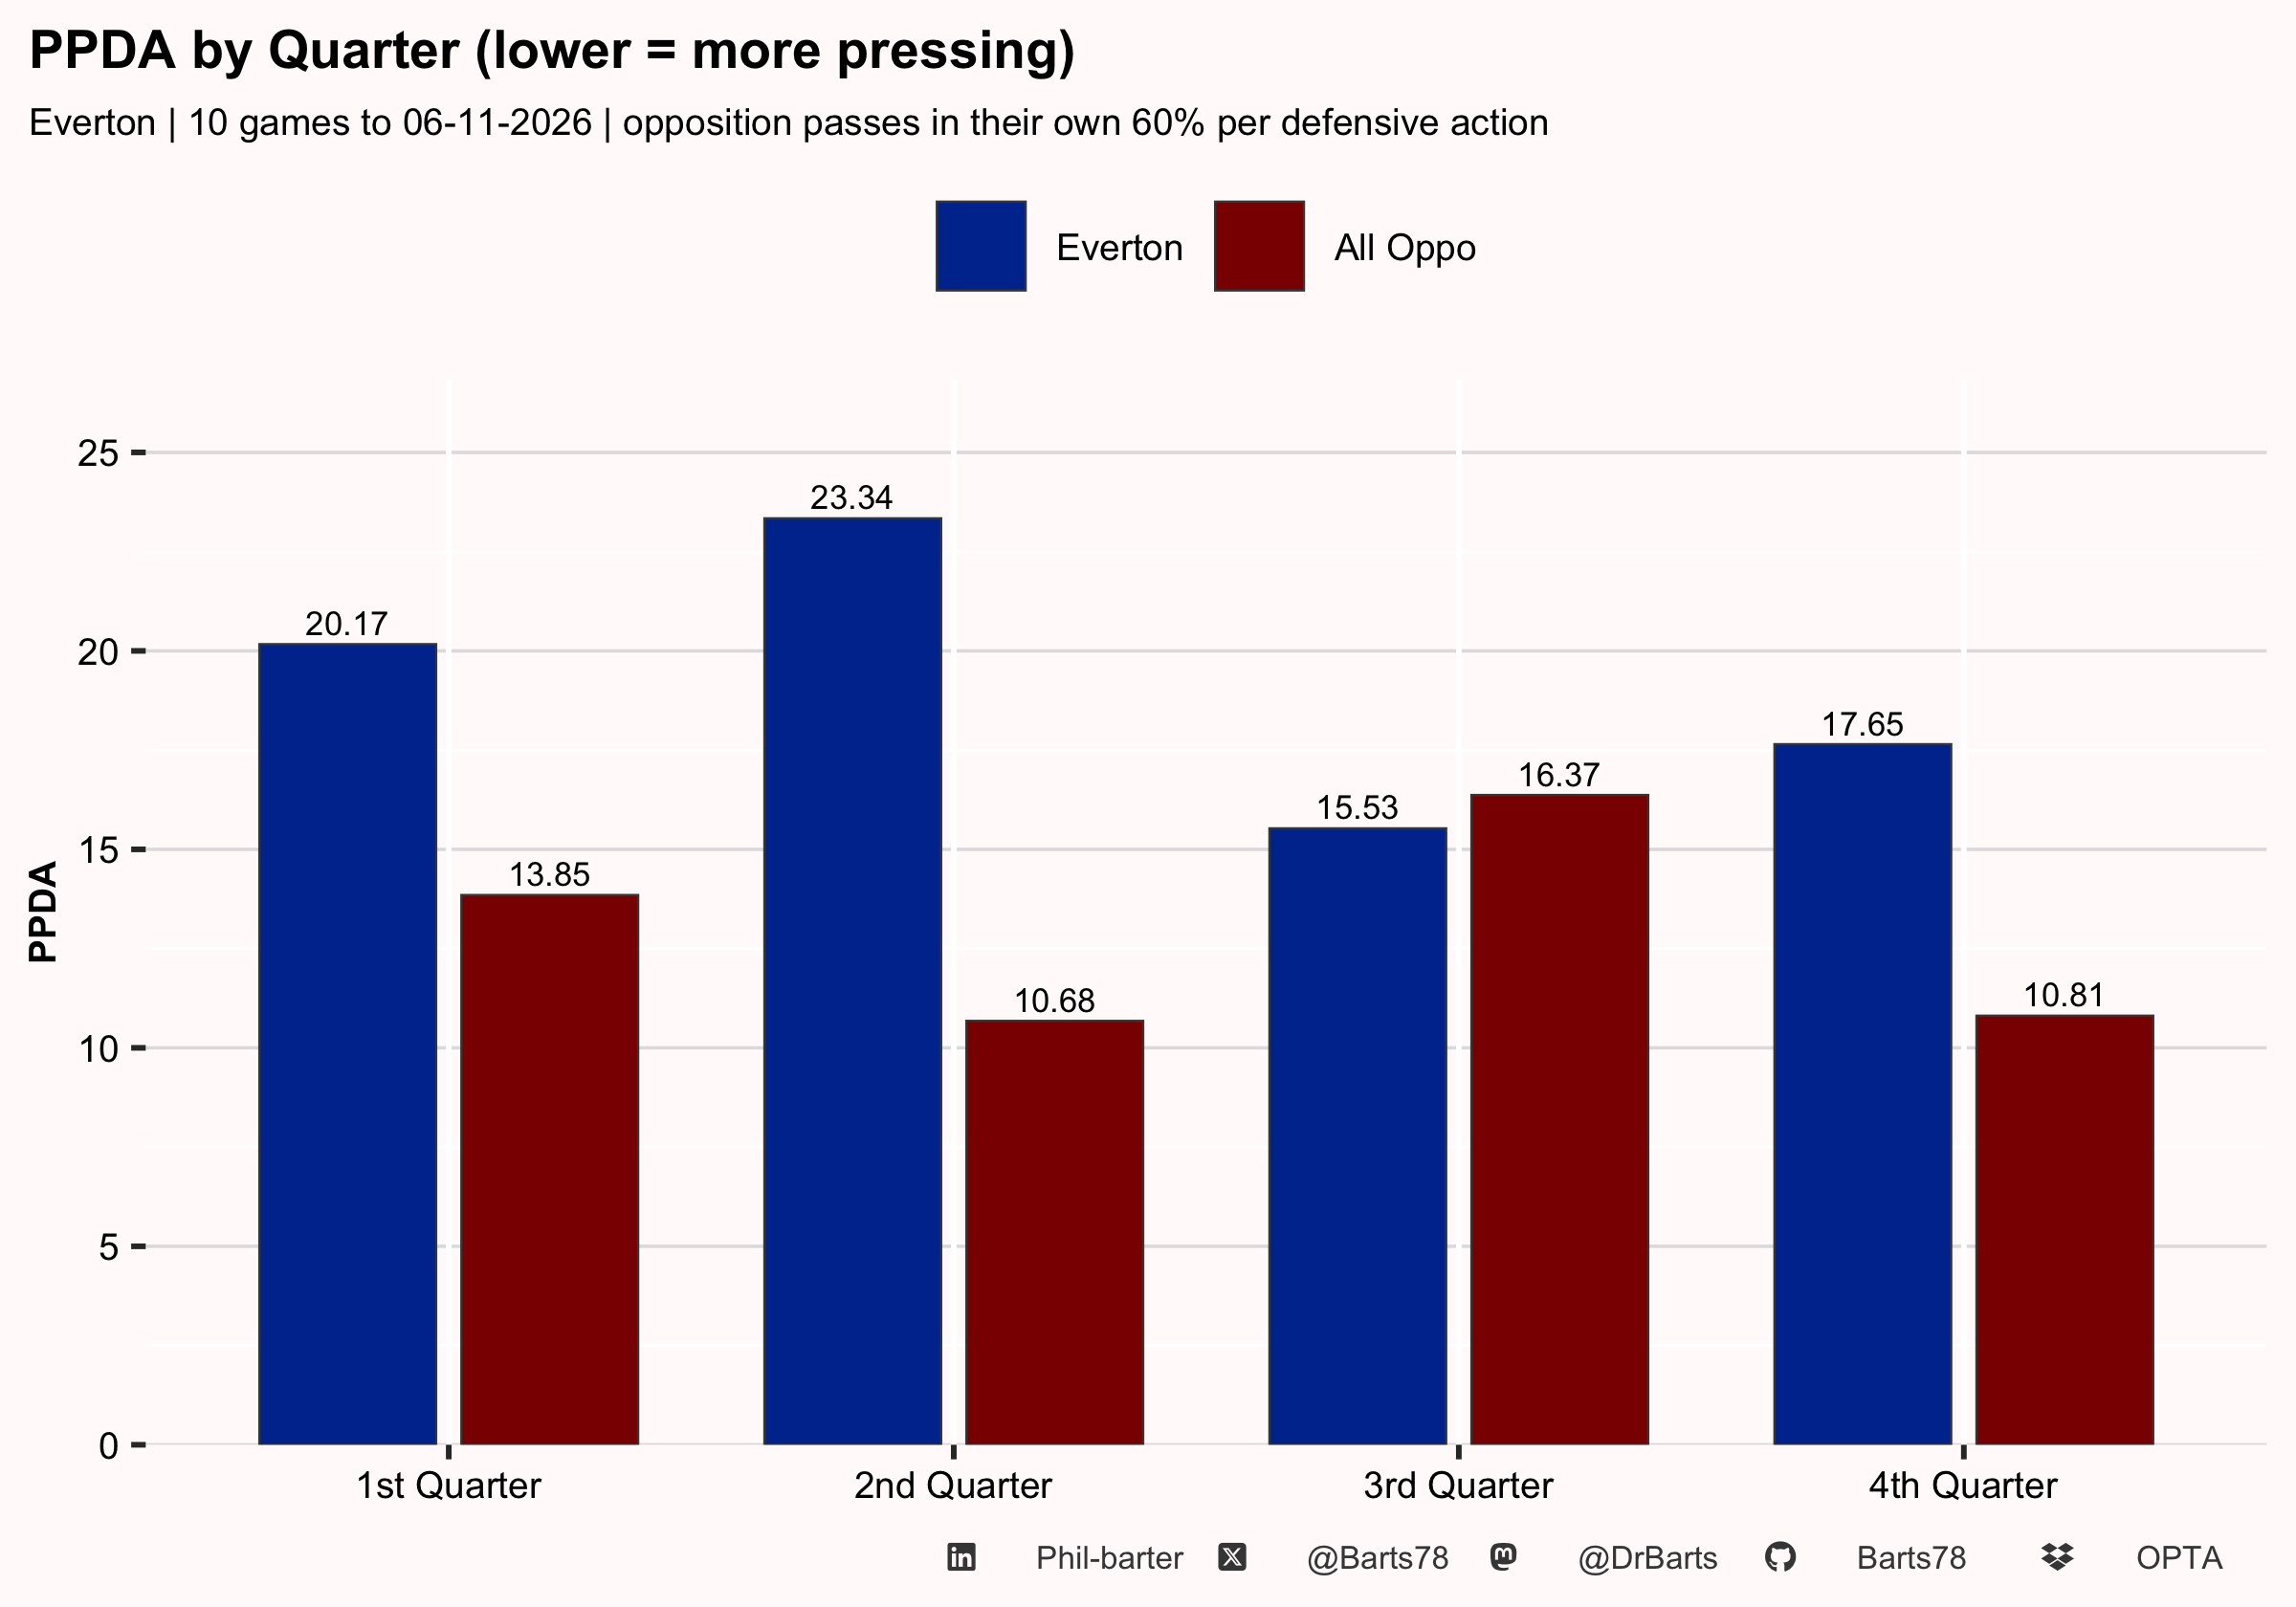 PPDA by Quarter (lower = more pressing)
Everton | 10 games to 06-11-2026 | opposition passes in their own 60% per defensive action
Everton All Oppo
PPDA
25
20
15
10
5
0
20.17
13.85
23.34
10.68
15.53
16.37
17.65
10.81
1st Quarter 2nd Quarter 3rd Quarter 4th Quarter
Phil-barter @Barts78 @DrBarts Barts78 OPTA